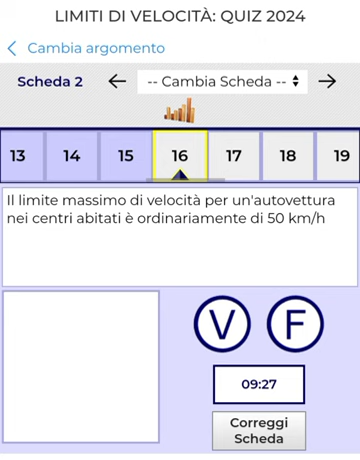 LIMITI DI VELOCITÀ: QUIZ 2024
Cambia argomento
Scheda 2
-- Cambia Scheda --
13 14 15 16 17 18 19
Il limite massimo di velocità per un'autovettura
nei centri abitati è ordinariamente di 50 km/h
V F
09:27
Correggi
Scheda